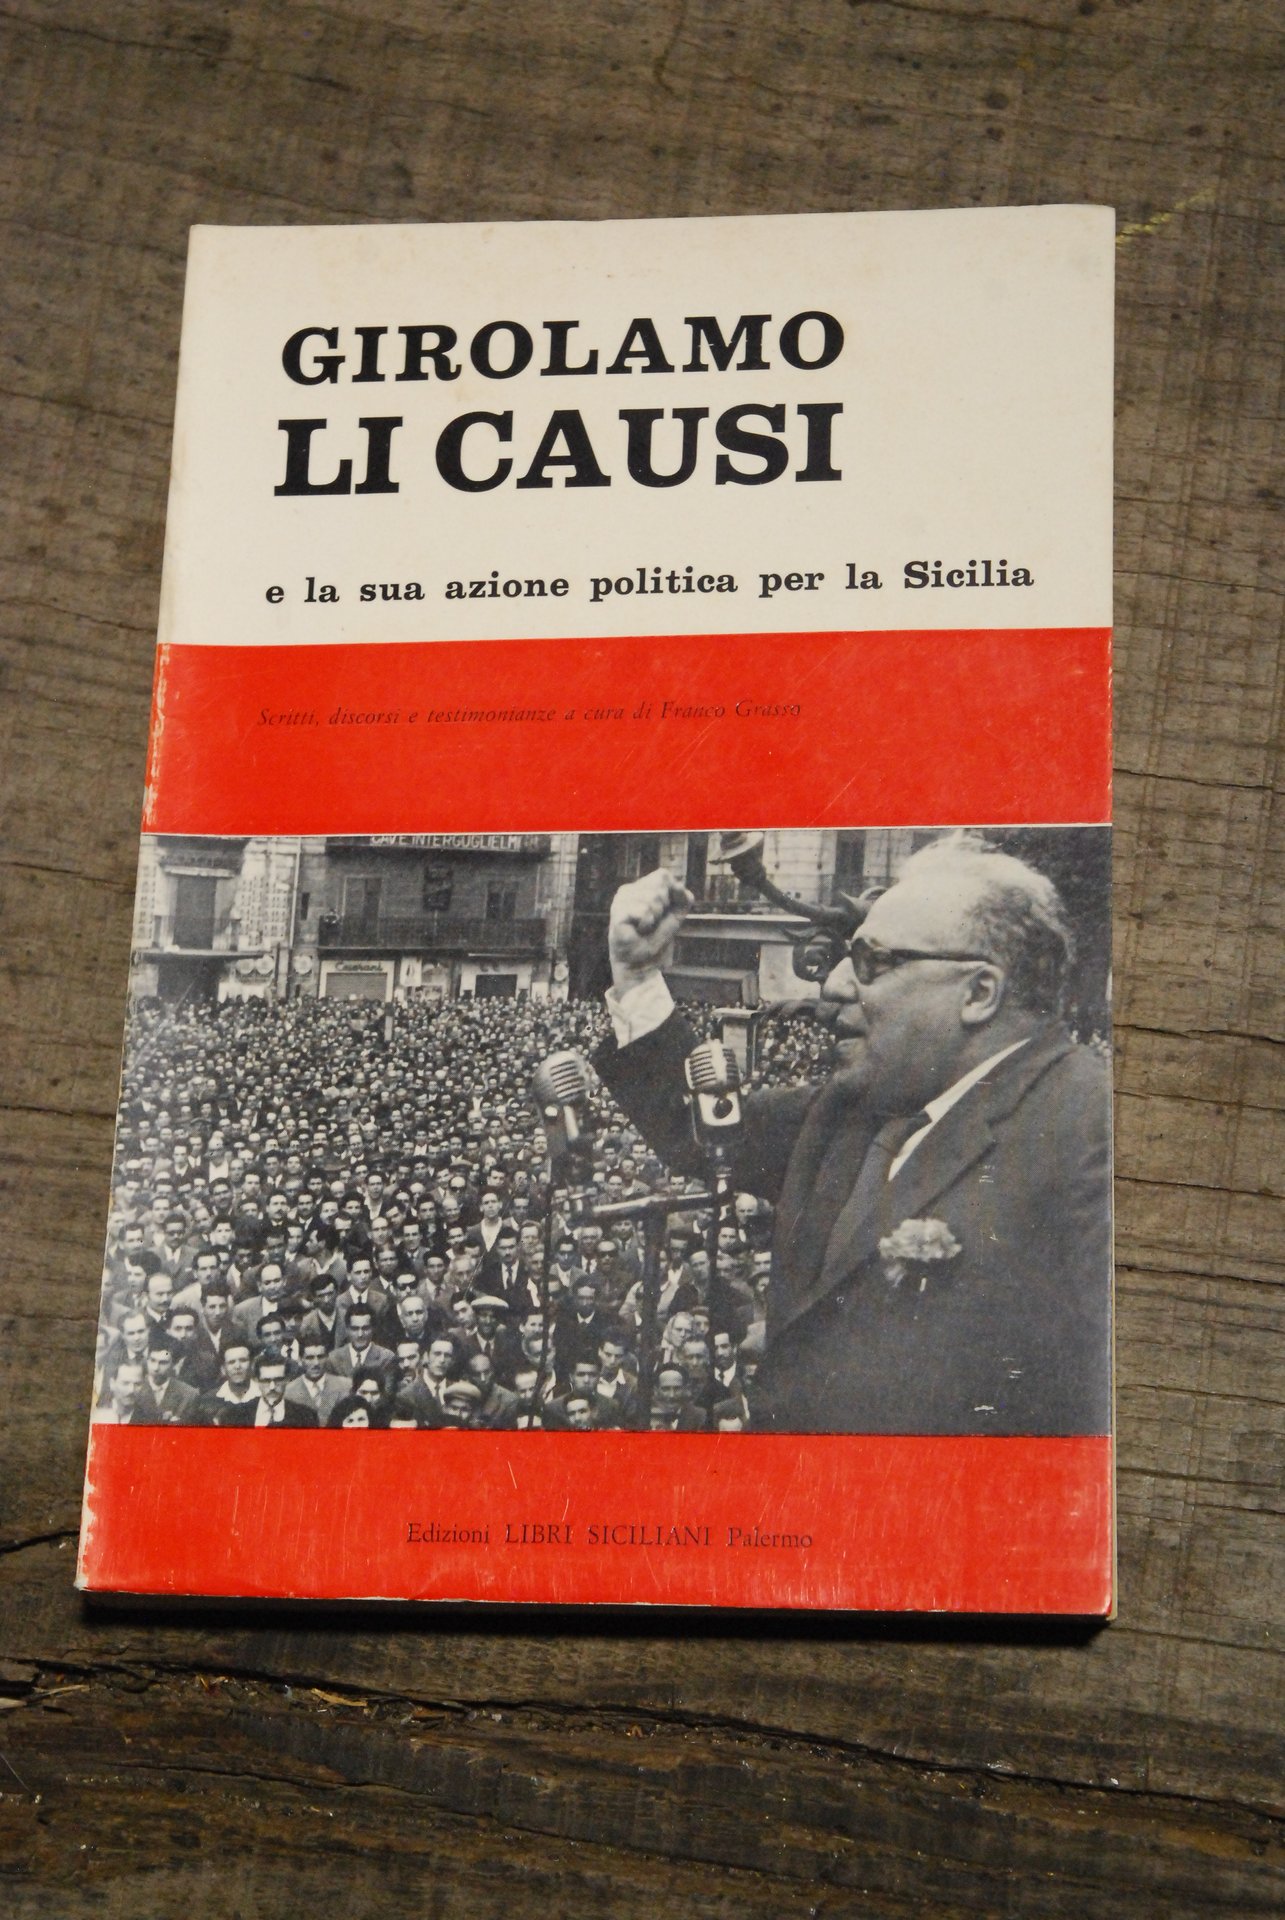 GIROLAMO
LI CAUSI
e la sua azione politica per la Sicilia
Scritti, discorsi e testimonianze a cura di Franco Grasso
CAVE INTERGUGLIELMI
Edizioni LIBRI SICILIANI Palermo